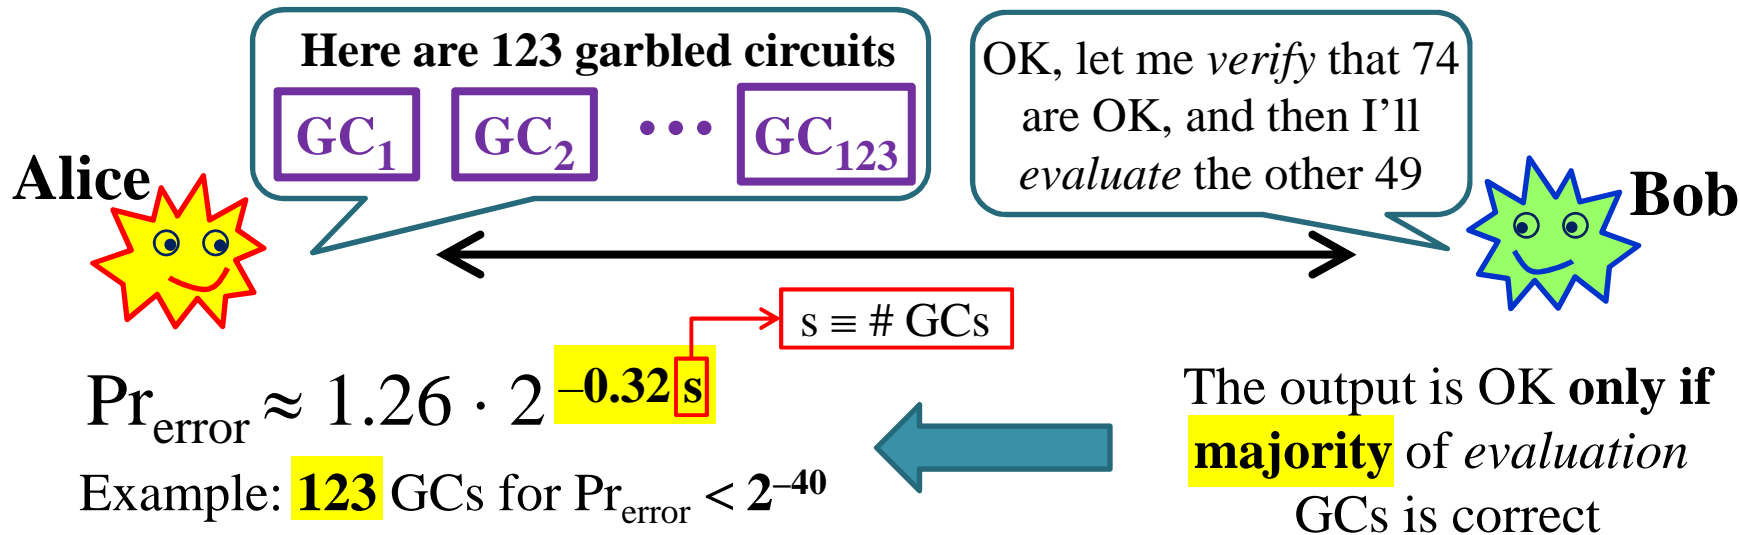 Here are 123 garbled circuits
GC₁ GC₂ ··· GC₁₂₃
OK, let me verify that 74
are OK, and then I’ll
evaluate the other 49
Alice
Bob
s ≡ # GCs
Pr_error ≈ 1.26 · 2^(–0.32 s)
Example: 123 GCs for Pr_error < 2^(–40)
The output is OK only if
majority of evaluation
GCs is correct